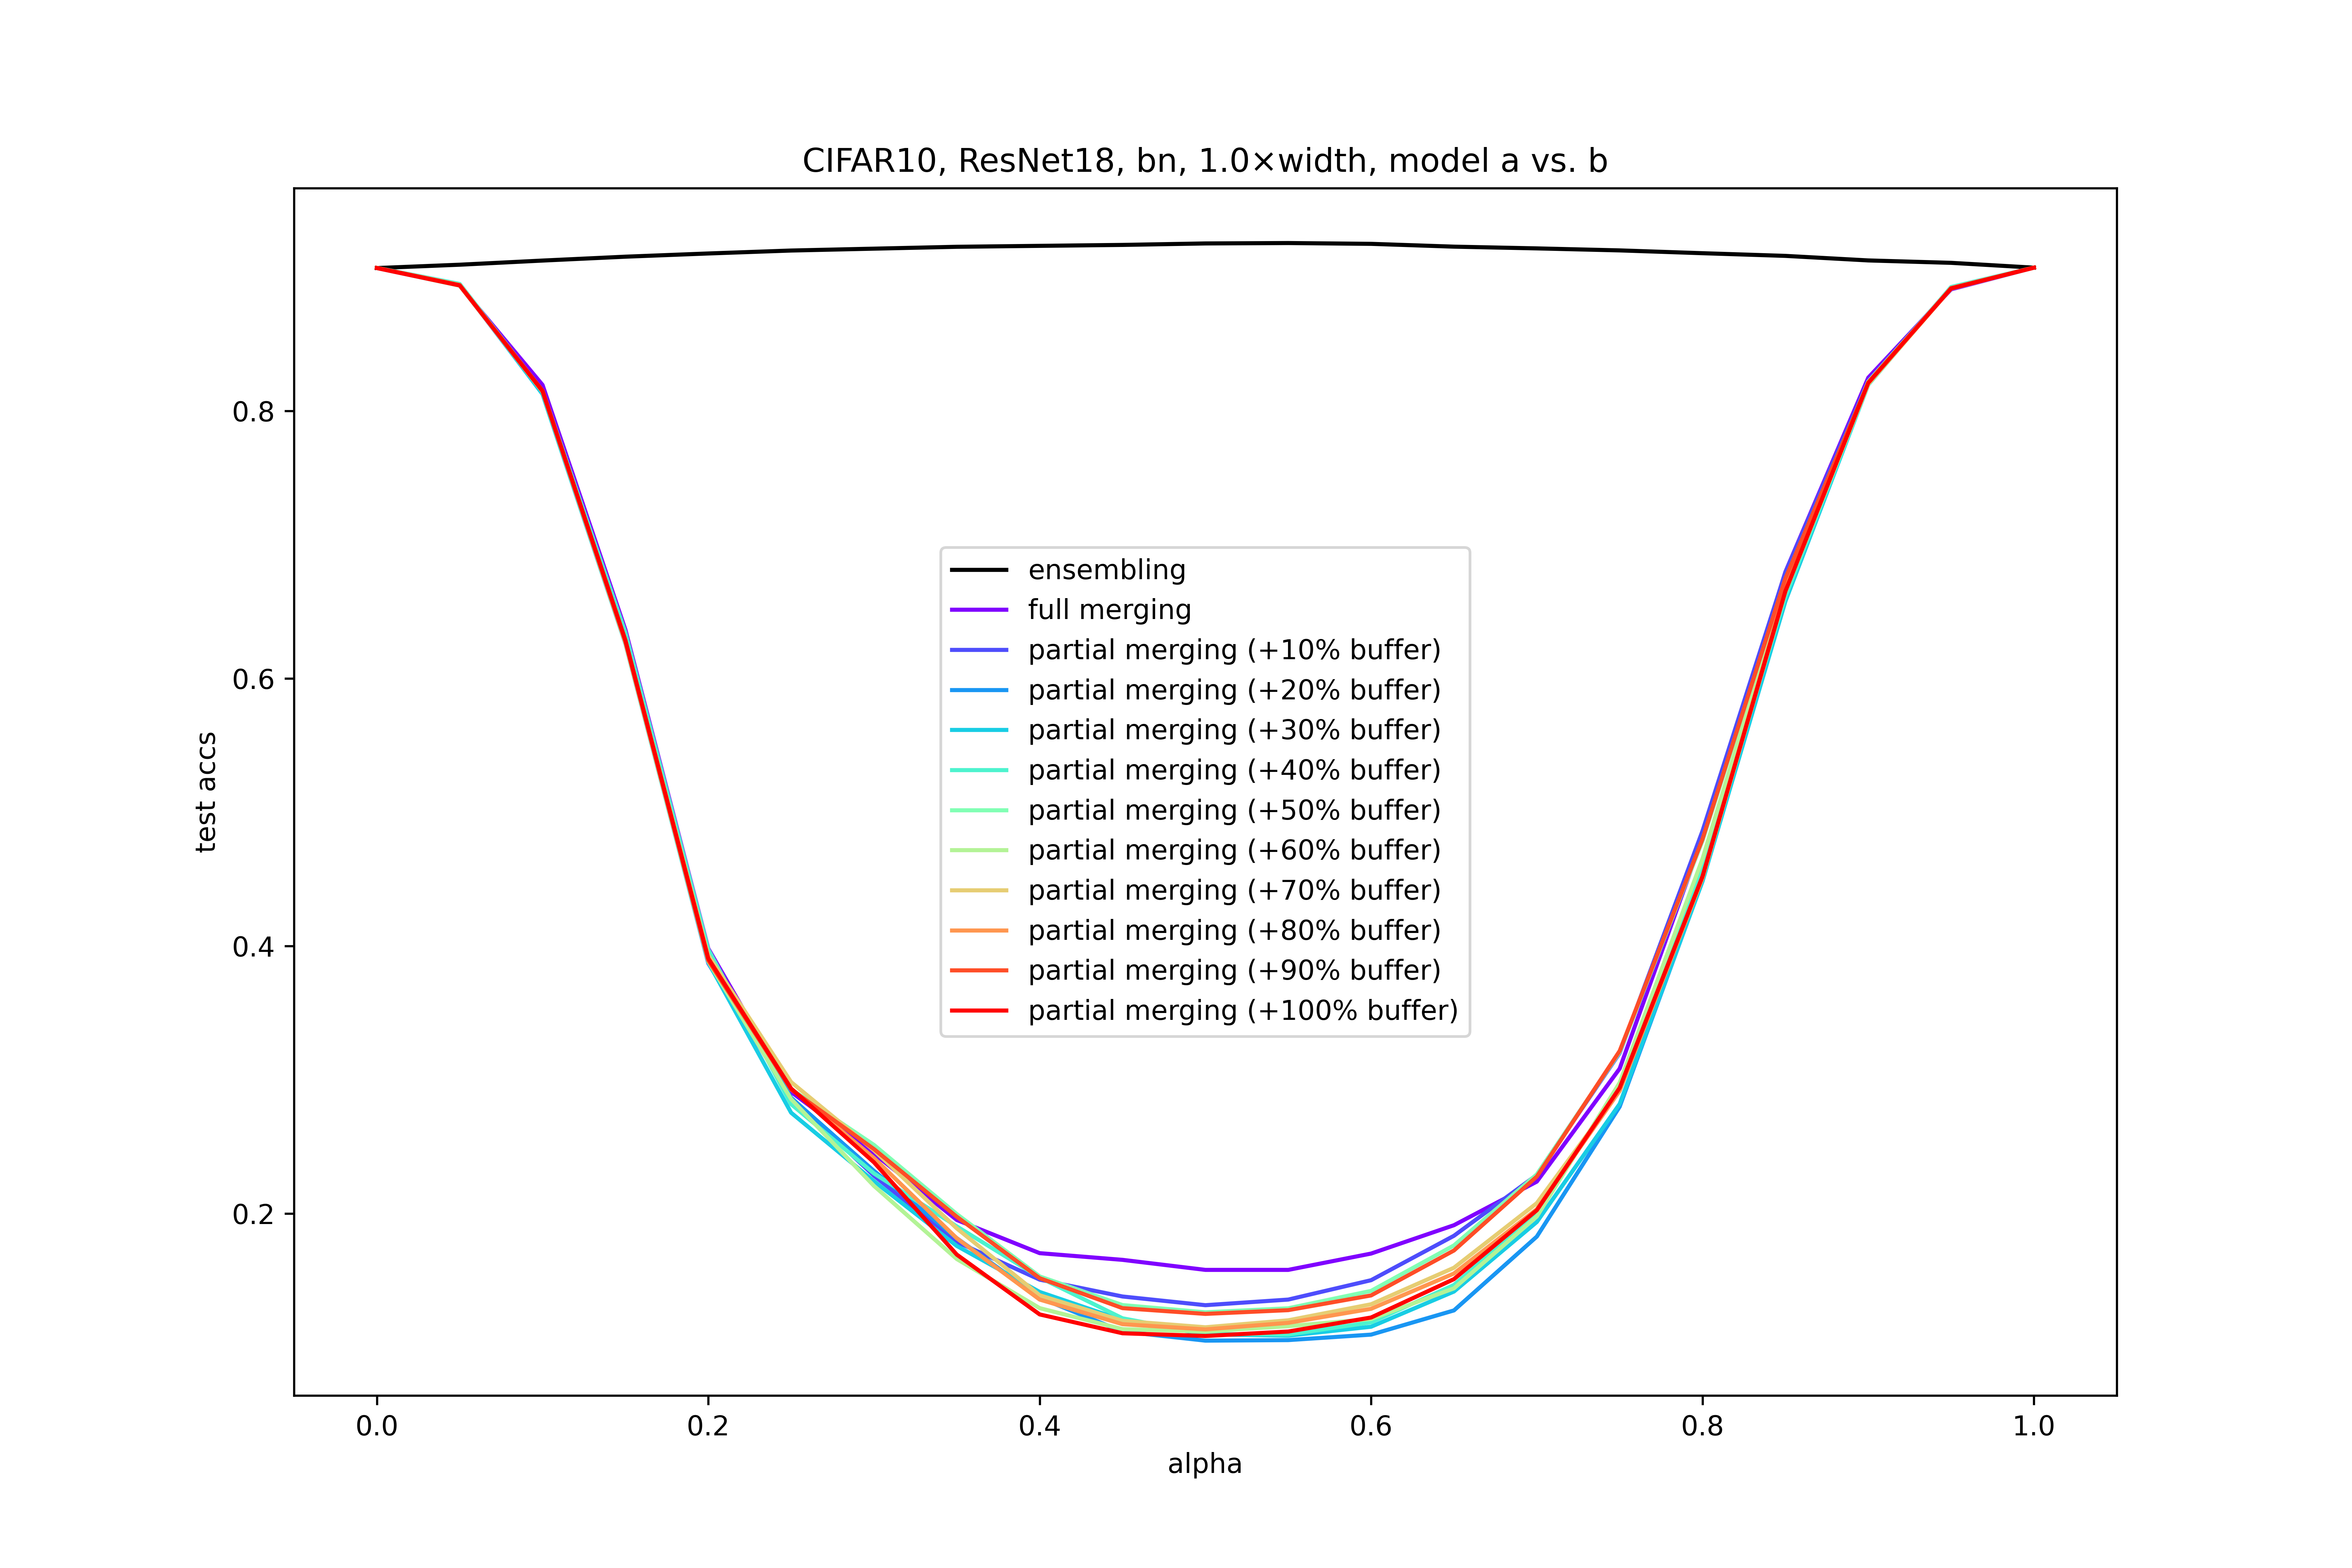 CIFAR10, ResNet18, bn, 1.0×width, model a vs. b
test accs
0.8
0.6
0.4
0.2
ensembling
full merging
partial merging (+10% buffer)
partial merging (+20% buffer)
partial merging (+30% buffer)
partial merging (+40% buffer)
partial merging (+50% buffer)
partial merging (+60% buffer)
partial merging (+70% buffer)
partial merging (+80% buffer)
partial merging (+90% buffer)
partial merging (+100% buffer)
0.0 0.2 0.4 0.6 0.8 1.0
alpha